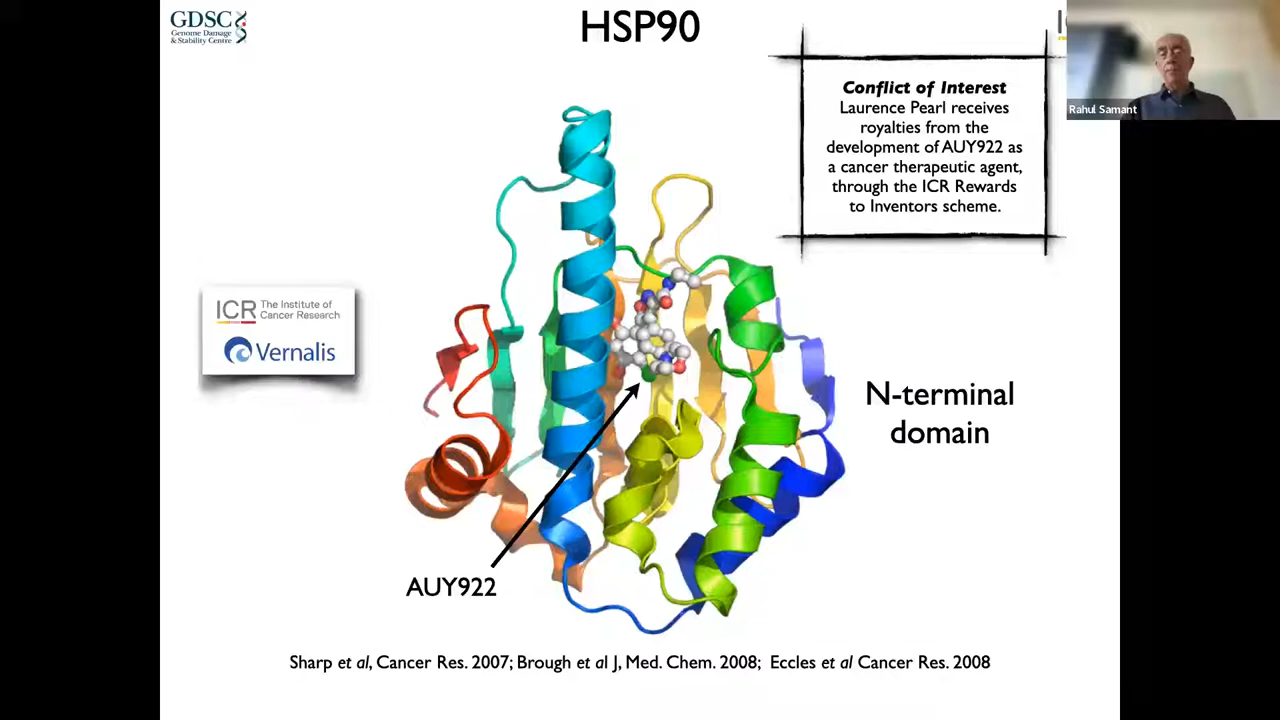 GDSC
Genome Damage
& Stability Centre
HSP90
Conflict of Interest
Laurence Pearl receives
royalties from the
development of AUY922 as
a cancer therapeutic agent,
through the ICR Rewards
to Inventors scheme.
Rahul Samant
ICR The Institute of
Cancer Research
Vernalis
N-terminal
domain
AUY922
Sharp et al, Cancer Res. 2007; Brough et al J, Med. Chem. 2008; Eccles et al Cancer Res. 2008